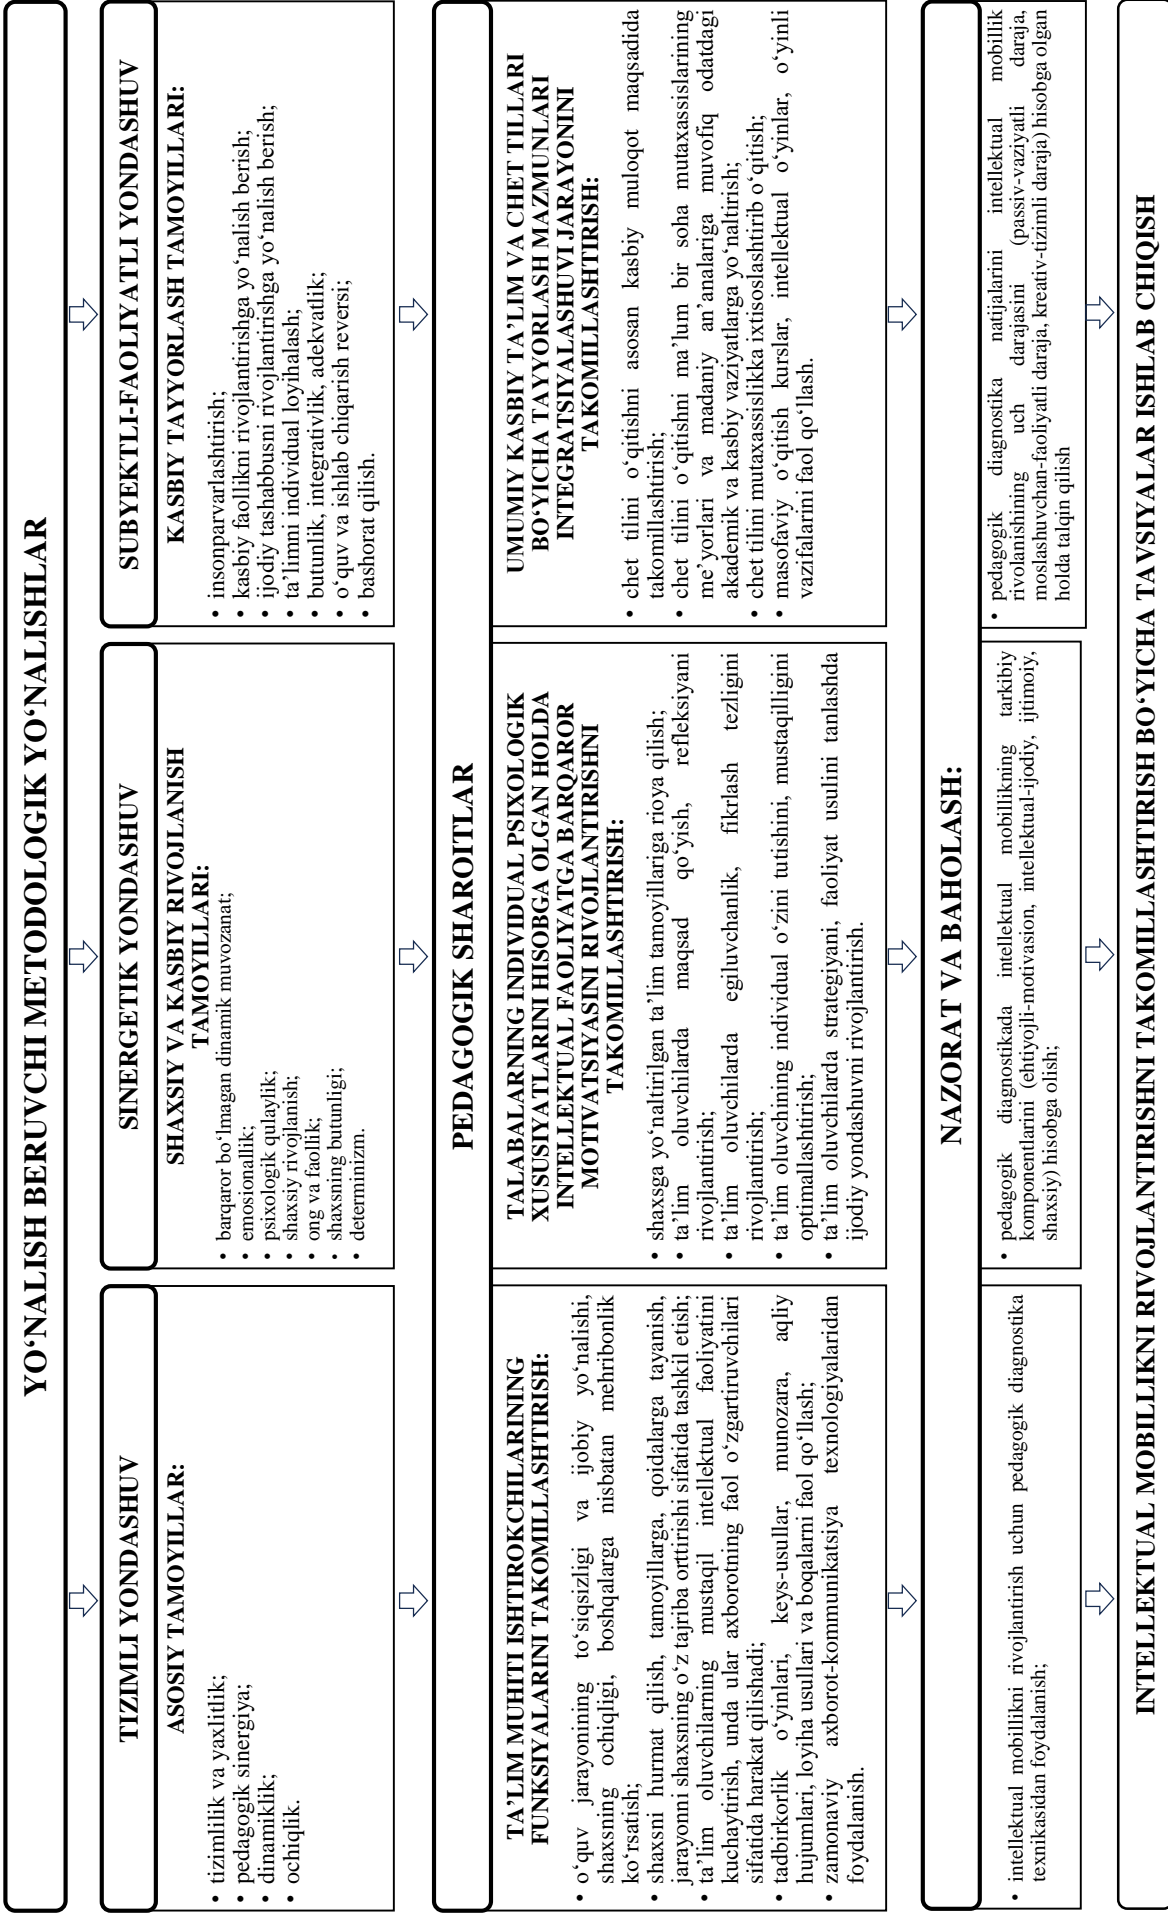 YO‘NALISH BERUVCHI METODOLOGIK YO‘NALISHLAR
TIZIMLI YONDASHUV
ASOSIY TAMOYILLAR:
• tizimlilik va yaxlitlik;
• pedagogik sinergiya;
• dinamiklik;
• ochiqlik.
SINERGETIK YONDASHUV
SHAXSIY VA KASBIY RIVOJLANISH
TAMOYILLARI:
• barqaror bo‘lmagan dinamik muvozanat;
• emosionallik;
• psixologik qulaylik;
• shaxsiy rivojlanish;
• ong va faollik;
• shaxsning butunligi;
• determinizm.
SUBYEKTLI-FAOLIYATLI YONDASHUV
KASBIY TAYYORLASH TAMOYILLARI:
• insonparvarlashtirish;
• kasbiy faollikni rivojlantirishga yo‘nalish berish;
• ijodiy tashabbusni rivojlantirishga yo‘nalish berish;
• ta’limni individual loyihalash;
• butunlik, integrativlik, adekvatlik;
• o‘quv va ishlab chiqarish reversi;
• bashorat qilish.
PEDAGOGIK SHAROITLAR
TA’LIM MUHITI ISHTIROKCHILARINING
FUNKSIYALARINI TAKOMILLASHTIRISH:
• o‘quv jarayonining to‘siqsizligi va ijobiy yo‘nalishi,
shaxsning ochiqligi, boshqalarga nisbatan mehribonlik
ko‘rsatish;
• shaxsni hurmat qilish, tamoyillarga, qoidalarga tayanish,
jarayonni shaxsning o‘z tajriba orttirishi sifatida tashkil etish;
• ta’lim oluvchilarning mustaqil intellektual faoliyatini
kuchaytirish, unda ular axborotning faol o‘zgartiruvchilari
sifatida harakat qilishadi;
• tadbirkorlik o‘yinlari, keys-usullar, munozara, aqliy
hujumlari, loyiha usullari va boqalarni faol qo‘llash;
• zamonaviy axborot-kommunikatsiya texnologiyalaridan
foydalanish.
TALABALARNING INDIVIDUAL PSIXOLOGIK
XUSUSIYATLARINI HISOBGA OLGAN HOLDA
INTELLEKTUAL FAOLIYATGA BARQAROR
MOTIVATSIYASINI RIVOJLANTIRISHNI
TAKOMILLASHTIRISH:
• shaxsga yo‘naltirilgan ta’lim tamoyillariga rioya qilish;
• ta’lim oluvchilarda maqsad qo‘yish, refleksiyani
rivojlantirish;
• ta’lim oluvchilarda egiluvchanlik, fikrlash tezligini
rivojlantirish;
• ta’lim oluvchining individual o‘zini tutishini, mustaqilligini
optimallashtirish;
• ta’lim oluvchilarda strategiyani, faoliyat usulini tanlashda
ijodiy yondashuvni rivojlantirish.
UMUMIY KASBIY TA’LIM VA CHET TILLARI
BO‘YICHA TAYYORLASH MAZMUNLARI
INTEGRATSIYALASHUVI JARAYONINI
TAKOMILLASHTIRISH:
• chet tilini o‘qitishni asosan kasbiy muloqot maqsadida
takomillashtirish;
• chet tilini o‘qitishni ma’lum bir soha mutaxassislarining
me’yorlari va madaniy an’analariga muvofiq odatdagi
akademik va kasbiy vaziyatlarga yo‘naltirish;
• chet tilini mutaxassislikka ixtisoslashtirib o‘qitish;
• masofaviy o‘qitish kurslar, intellektual o‘yinlar, o‘yinli
vazifalarini faol qo‘llash.
NAZORAT VA BAHOLASH:
• intellektual mobillikni rivojlantirish uchun pedagogik diagnostika
texnikasidan foydalanish;
• pedagogik diagnostikada intellektual mobillikning tarkibiy
komponentlarini (ehtiyojli-motivasion, intellektual-ijodiy, ijtimoiy,
shaxsiy) hisobga olish;
• pedagogik diagnostika natijalarini intellektual mobillik
rivolanishining uch darajasini (passiv-vaziyatli daraja,
moslashuvchan-faoliyatli daraja, kreativ-tizimli daraja) hisobga olgan
holda talqin qilish
INTELLEKTUAL MOBILLIKNI RIVOJLANTIRISHNI TAKOMILLASHTIRISH BO‘YICHA TAVSIYALAR ISHLAB CHIQISH